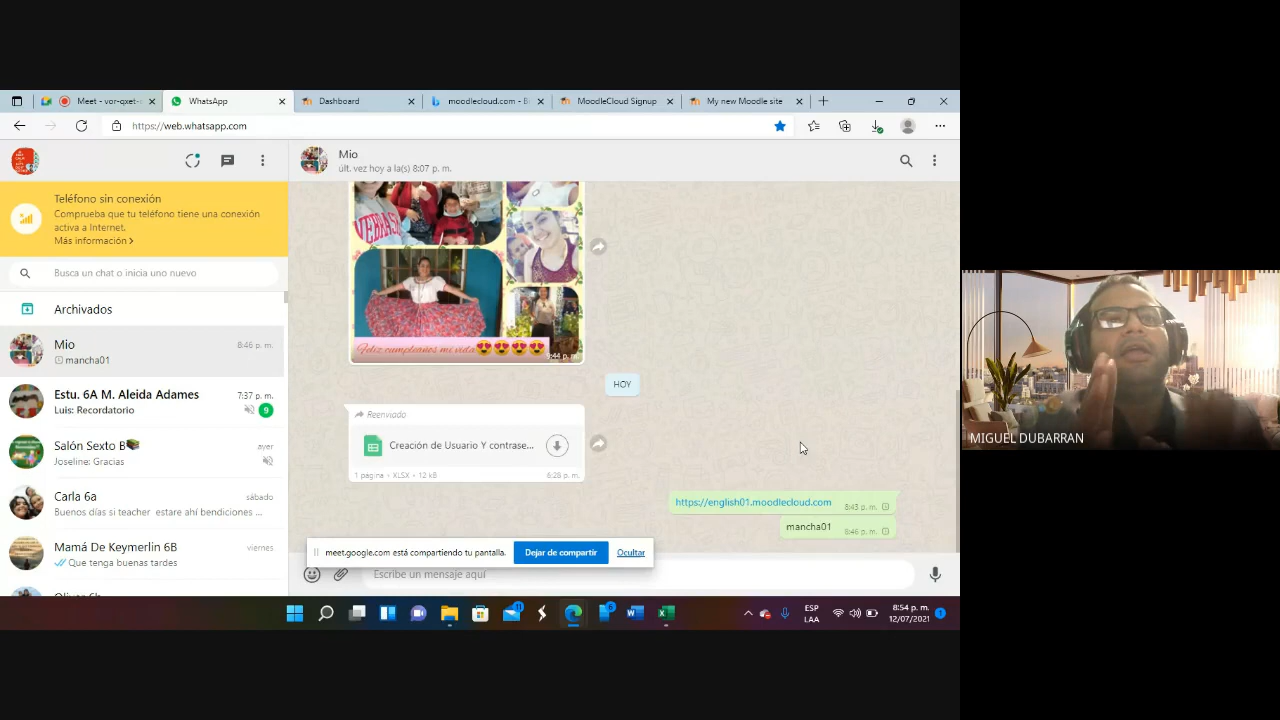 Meet - vor-qxet-
WhatsApp
Dashboard
moodlecloud.com - B
MoodleCloud Signup
My new Moodle site
https://web.whatsapp.com
Mio
últ. vez hoy a la(s) 8:07 p. m.
Teléfono sin conexión
Comprueba que tu teléfono tiene una conexión
activa a Internet.
Más información
Busca un chat o inicia uno nuevo
Archivados
Mio
8:46 p. m.
mancha01
Estu. 6A M. Aleida Adames
7:37 p.m.
Luis: Recordatorio
9
Salón Sexto B
ayer
Joseline: Gracias
Carla 6a
sábado
Buenos días si teacher estare ahí bendiciones ...
Mamá De Keymerlin 6B
viernes
Que tenga buenas tardes
Feliz cumpleaños mi vida
HOY
Reenviado
Creación de Usuario Y contrase...
1 página • XLSX • 12 kB
6:28 p. m.
https://english01.moodlecloud.com
8:43 p. m.
mancha01
8:46 p. m.
meet.google.com está compartiendo tu pantalla.
Dejar de compartir
Ocultar
Escribe un mensaje aquí
ESP
LAA
8:54 p. m.
12/07/2021
MIGUEL DUBARRAN